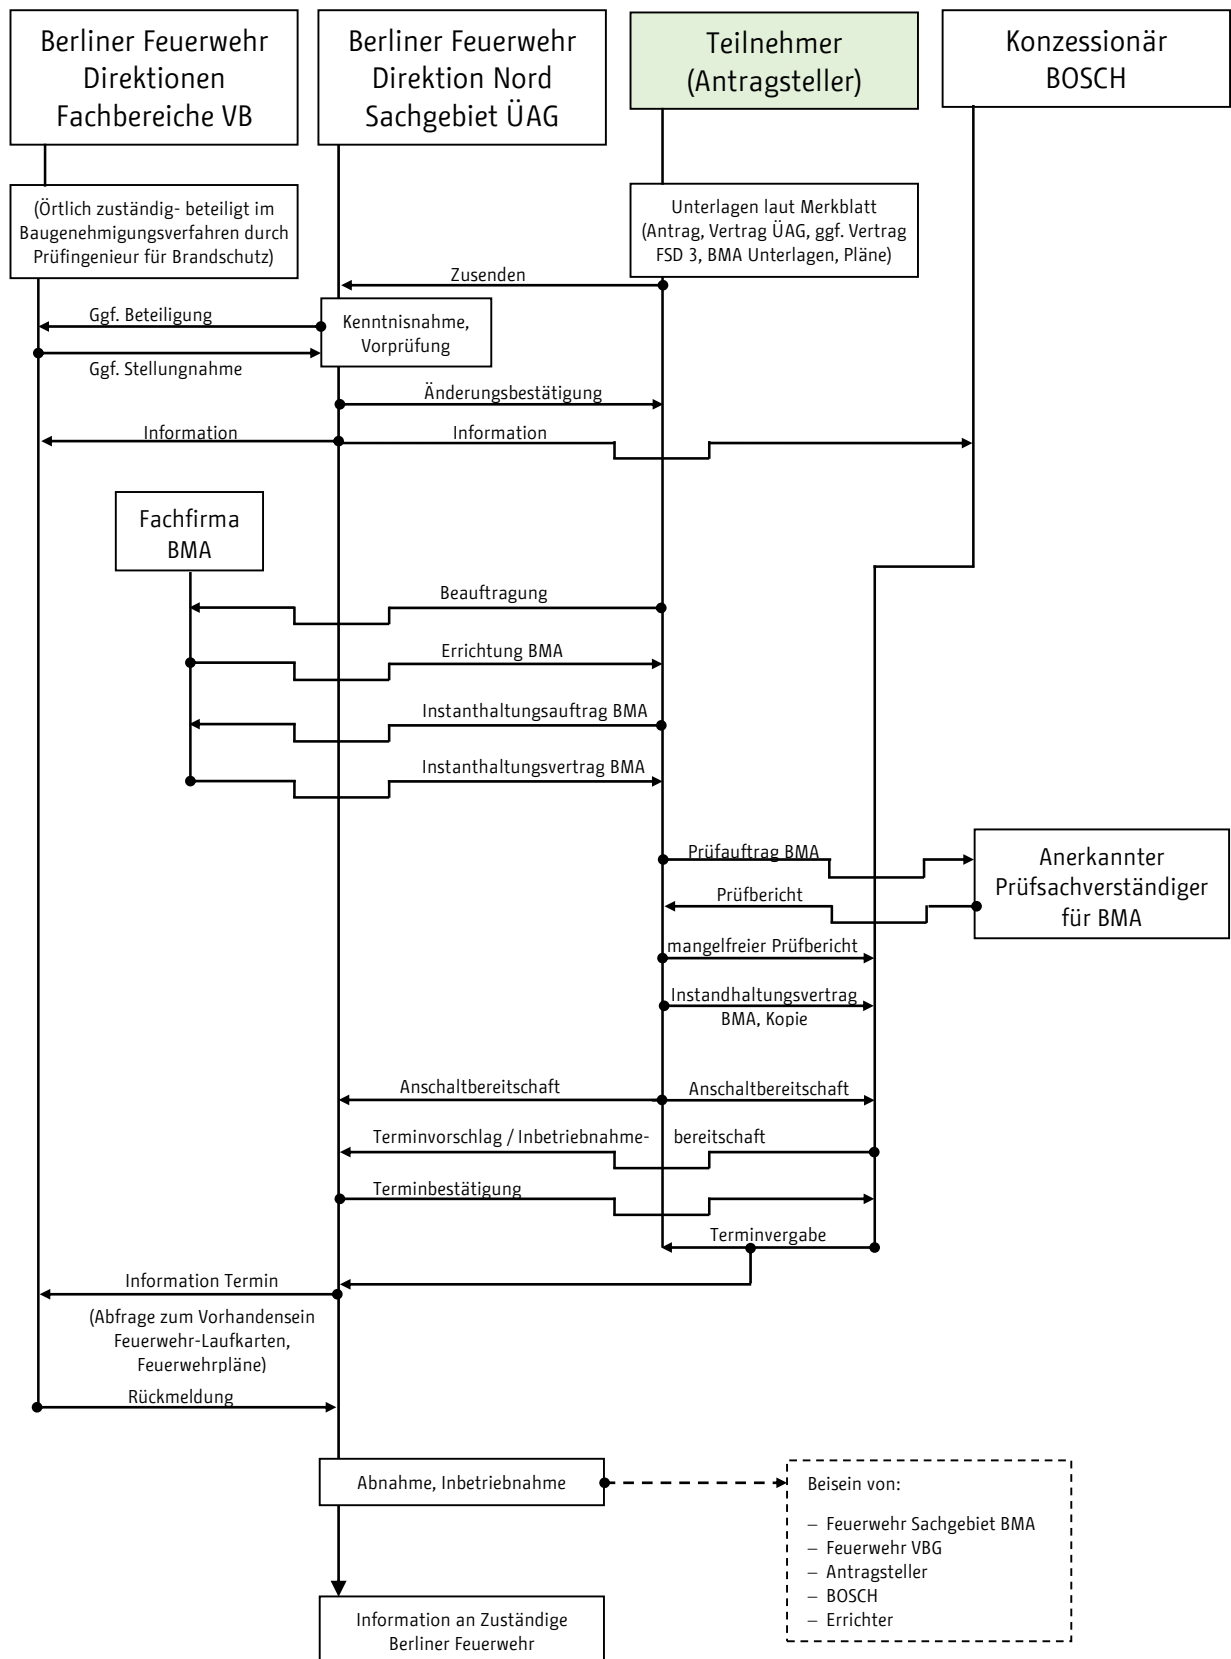 Berliner Feuerwehr
Direktionen
Fachbereiche VB
Berliner Feuerwehr
Direktion Nord
Sachgebiet ÜAG
Teilnehmer
(Antragsteller)
Konzessionär
BOSCH
(Örtlich zuständig- beteiligt im
Baugenehmigungsverfahren durch
Prüfingenieur für Brandschutz)
Unterlagen laut Merkblatt
(Antrag, Vertrag ÜAG, ggf. Vertrag
FSD 3, BMA Unterlagen, Pläne)
Zusenden
Ggf. Beteiligung
Kenntnisnahme,
Vorprüfung
Ggf. Stellungnahme
Änderungsbestätigung
Information
Information
Fachfirma
BMA
Beauftragung
Errichtung BMA
Instanthaltungsauftrag BMA
Instanthaltungsvertrag BMA
Prüfauftrag BMA
Anerkannter
Prüfsachverständiger
für BMA
Prüfbericht
mangelfreier Prüfbericht
Instandhaltungsvertrag
BMA, Kopie
Anschaltbereitschaft
Anschaltbereitschaft
Terminvorschlag / Inbetriebnahme- bereitschaft
Terminbestätigung
Terminvergabe
Information Termin
(Abfrage zum Vorhandensein
Feuerwehr-Laufkarten,
Feuerwehrpläne)
Rückmeldung
Abnahme, Inbetriebnahme
Beisein von:
– Feuerwehr Sachgebiet BMA
– Feuerwehr VBG
– Antragsteller
– BOSCH
– Errichter
Information an Zuständige
Berliner Feuerwehr